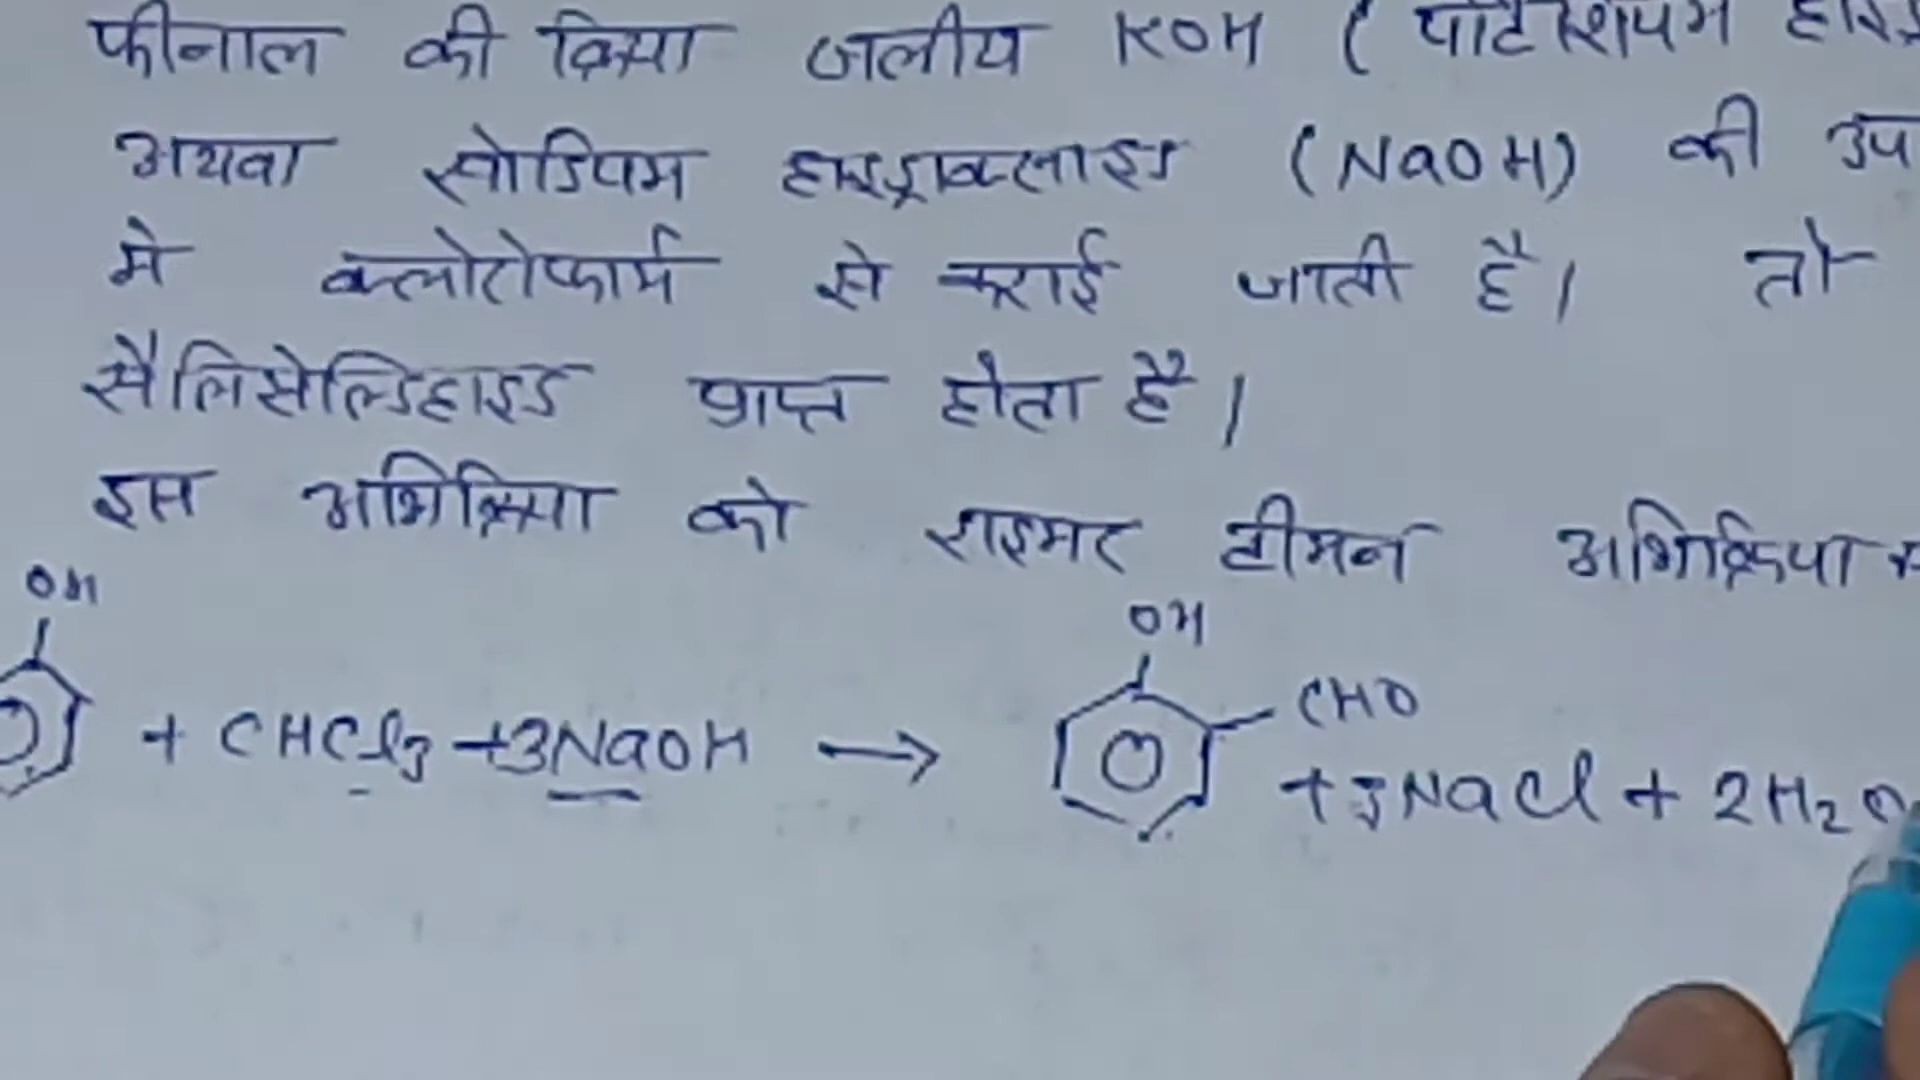 फीनाल की क्रिया जलीय KOH ( पोटेशियम
अथवा सोडियम हाइड्राक्साइड (NaOH) की उप
मे क्लोरोफार्म से कराई जाती है। तो
सैलिसेल्डिहाइड प्राप्त होता है।
इस अभिक्रिया को राइमर टीमन अभिक्रिया
OH
OH
CHO
+ CHCl3 +3NaOH →
+3NaCl + 2H2O